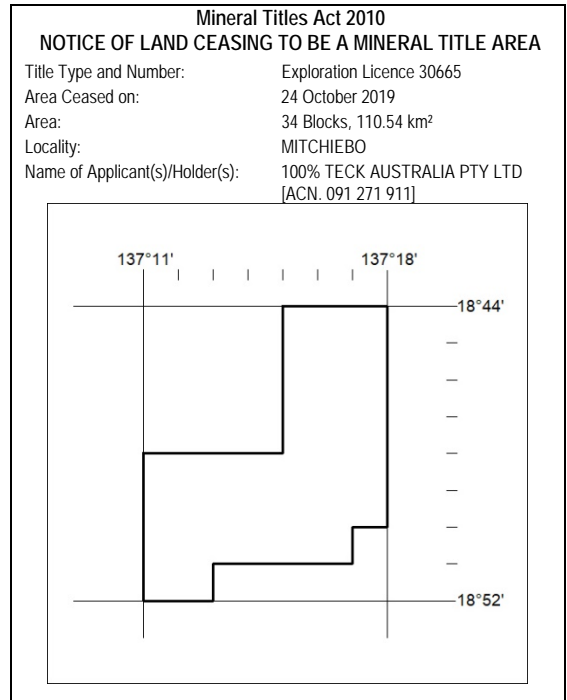 Mineral Titles Act 2010
NOTICE OF LAND CEASING TO BE A MINERAL TITLE AREA
Title Type and Number: Exploration Licence 30665
Area Ceased on: 24 October 2019
Area: 34 Blocks, 110.54 km²
Locality: MITCHIEBO
Name of Applicant(s)/Holder(s): 100% TECK AUSTRALIA PTY LTD
[ACN. 091 271 911]
137°11' 137°18'
18°44'
18°52'